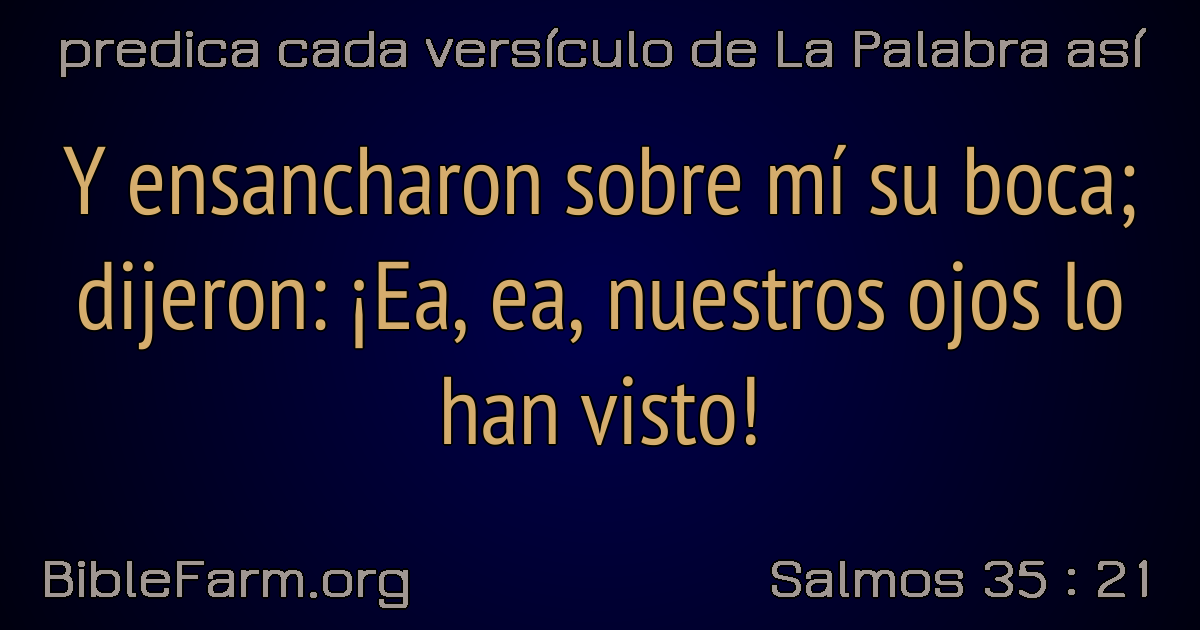 predica cada versículo de La Palabra así
Y ensancharon sobre mí su boca;
dijeron: ¡Ea, ea, nuestros ojos lo
han visto!
BibleFarm.org
Salmos 35 : 21